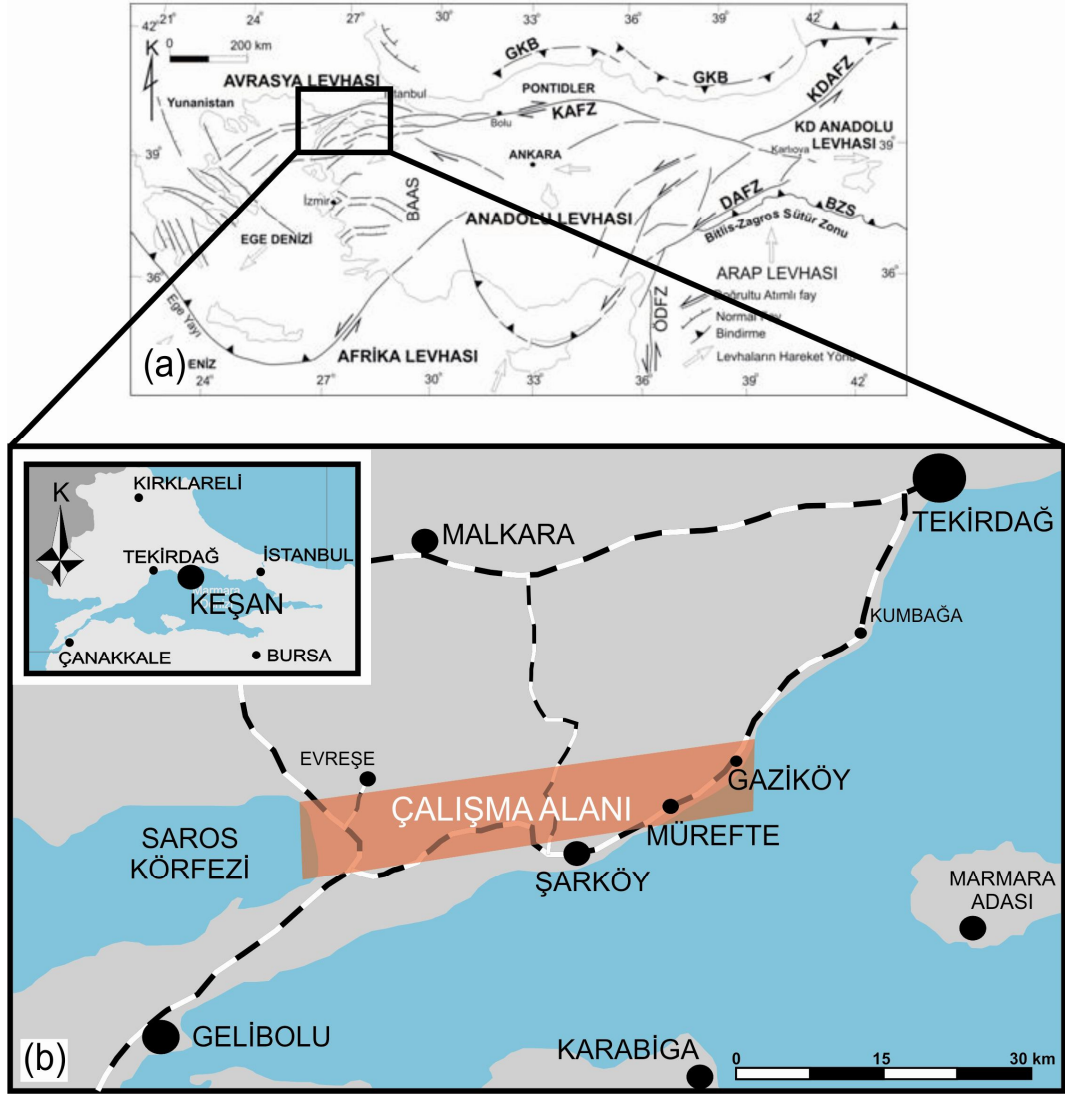 42° 21° 24° 27° 30° 33° 36° 39° 42°
K
0 200 km
AVRASYA LEVHASI
Yunanistan
İstanbul
GKB
GKB
PONTIDLER
KAFZ
Bolu
KDAFZ
KD ANADOLU
LEVHASI
Karlıova
39°
39°
ANKARA
İzmir
BAAS
ANADOLU LEVHASI
DAFZ
BZS
Bitlis-Zagros Sütür Zonu
EGE DENİZİ
36°
36°
Ege Yayı
ARAP LEVHASI
Doğrultu Atımlı fay
Normal Fay
Bindirme
Levhaların Hareket Yönü
ÖDFZ
AFRİKA LEVHASI
DENİZ
(a)
24° 27° 30° 33° 36° 39° 42°
K
KIRKLARELİ
TEKİRDAĞ
İSTANBUL
Marmara
KEŞAN
ÇANAKKALE
BURSA
TEKİRDAĞ
MALKARA
KUMBAĞA
EVREŞE
GAZİKÖY
ÇALIŞMA ALANI
MÜREFTE
SAROS
KÖRFEZİ
ŞARKÖY
MARMARA
ADASI
GELİBOLU
KARABİGA
(b)
0 15 30 km